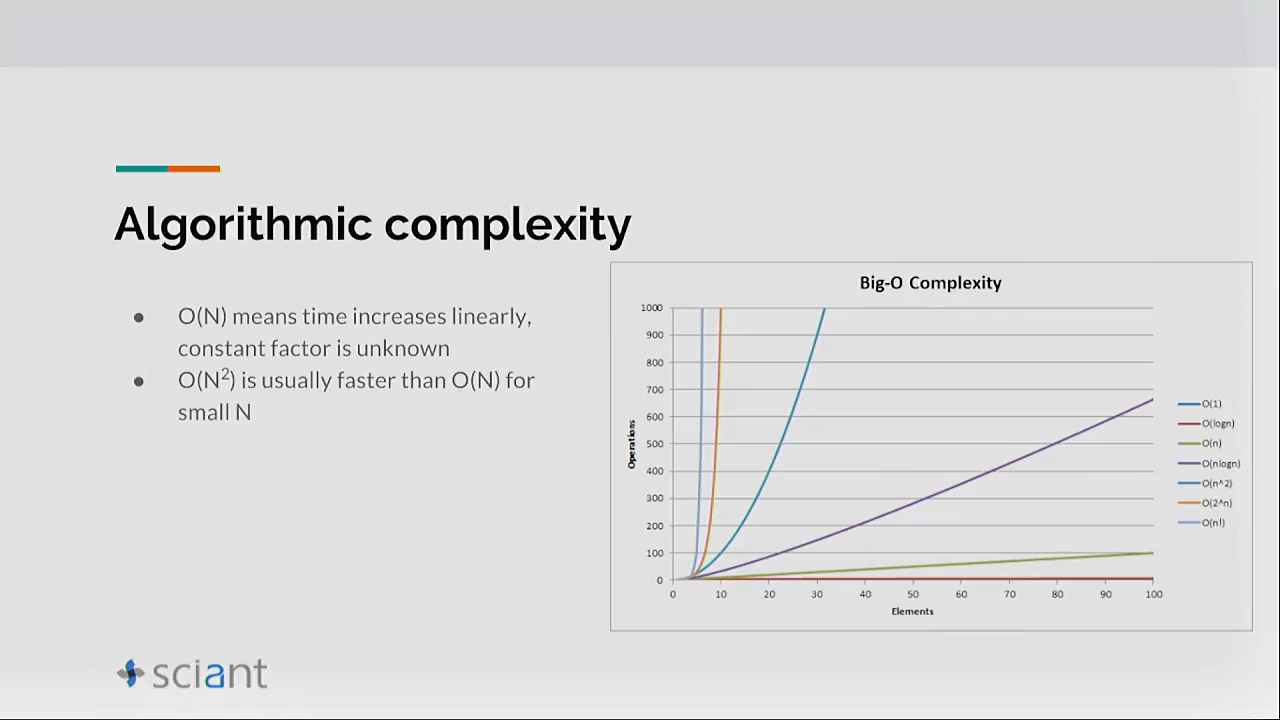 Algorithmic complexity
● O(N) means time increases linearly,
constant factor is unknown
● O(N²) is usually faster than O(N) for
small N
Big-O Complexity
1000
900
800
700
600
500
400
300
200
100
0
Operations
0 10 20 30 40 50 60 70 80 90 100
Elements
O(1)
O(logn)
O(n)
O(nlogn)
O(n^2)
O(2^n)
O(n!)
sciant